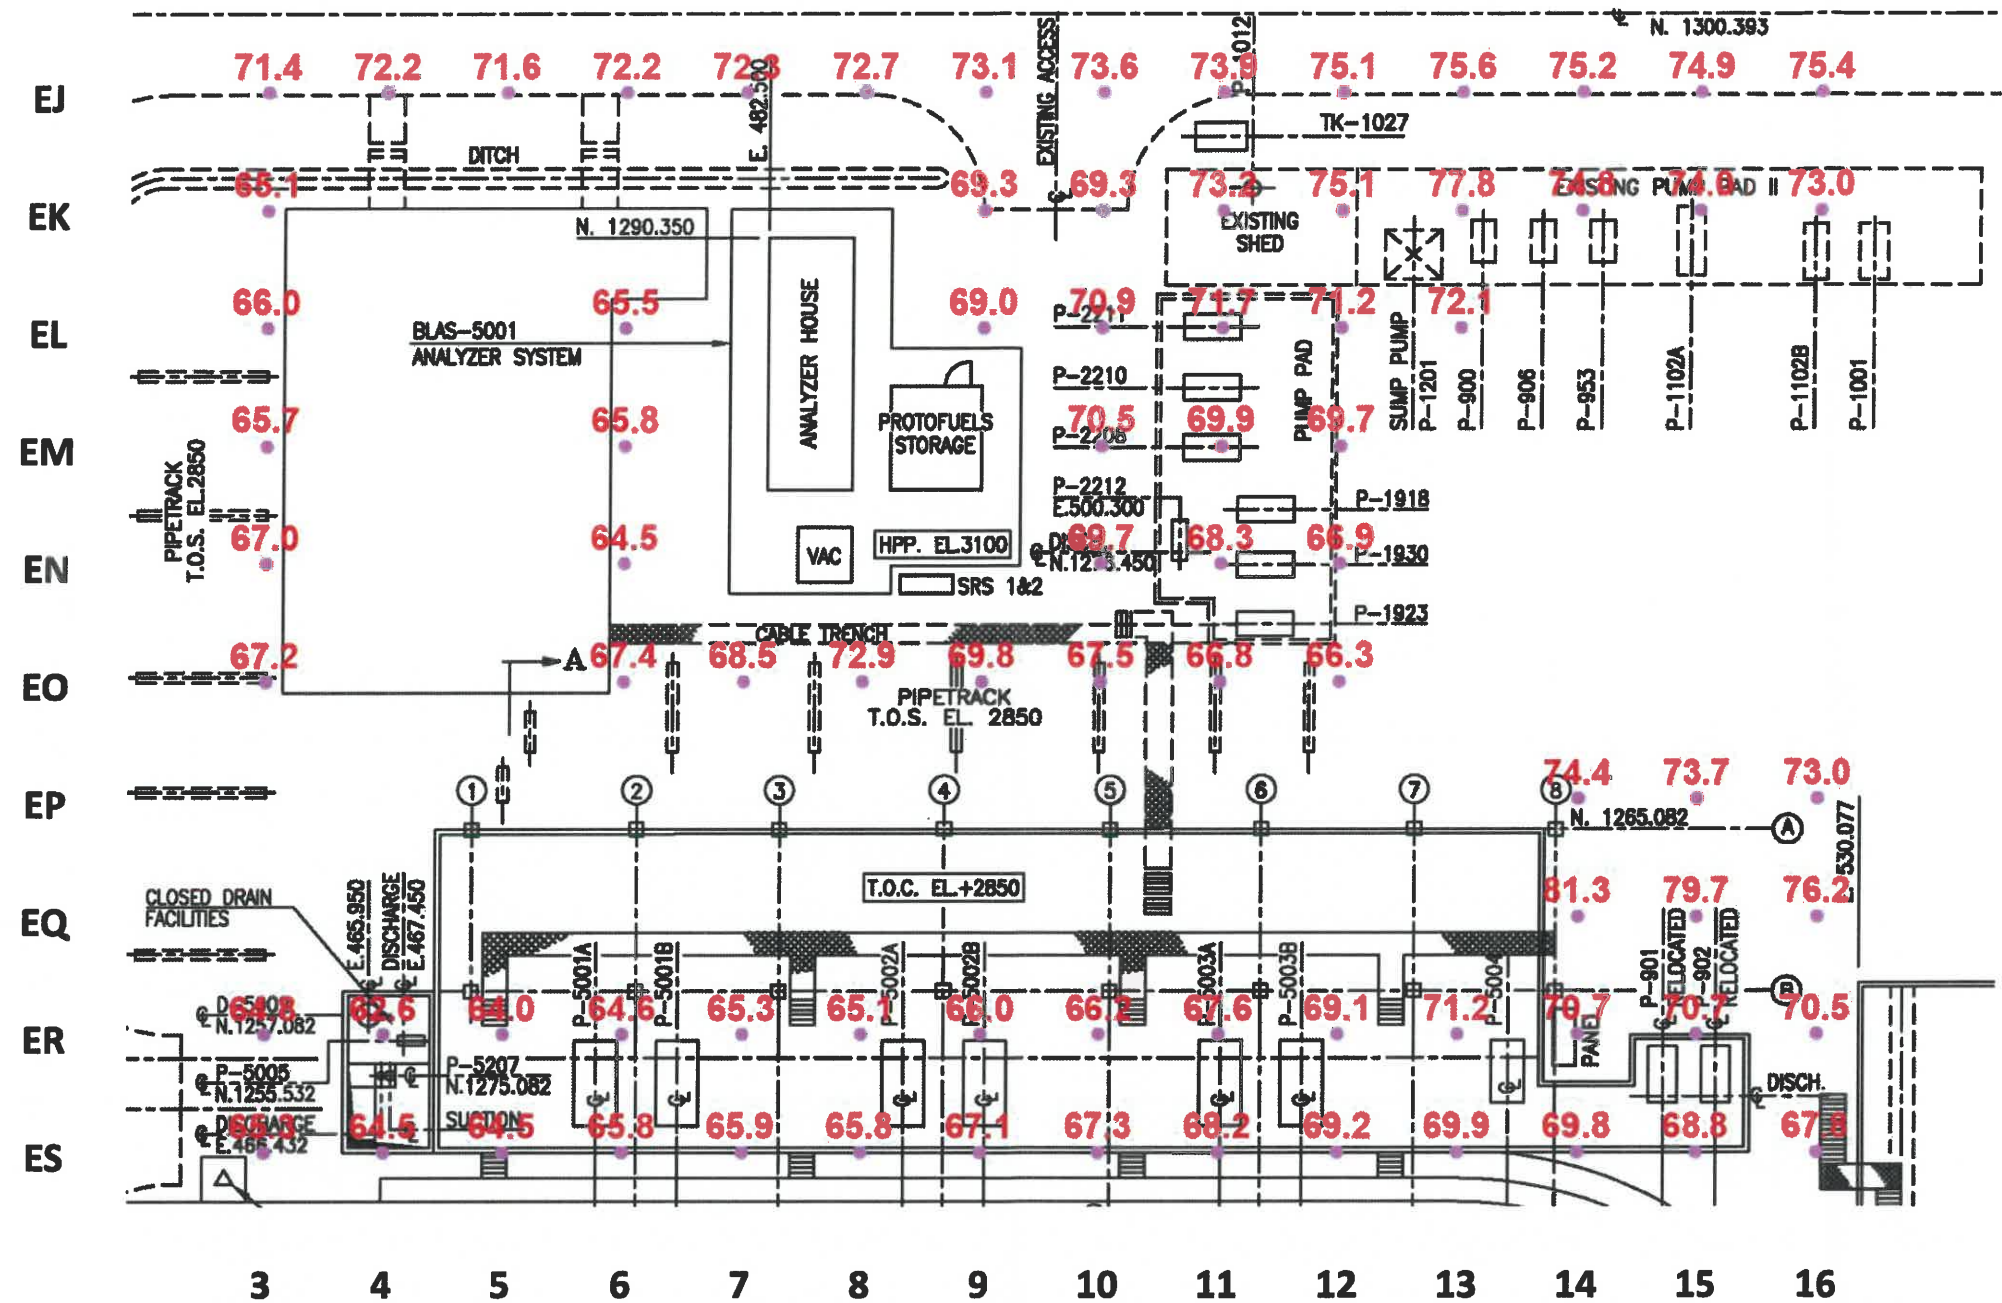 N. 1300.393
71.4 72.2 71.6 72.2 72.8 72.7 73.1 73.6 73.9 75.1 75.6 75.2 74.9 75.4
EJ
E. 482.500
EXISTING ACCESS
TK-1027
DITCH
65.1 69.3 69.3 73.2 75.1 77.8 74.8 73.0
EXISTING PUMP PAD II
EK
N. 1290.350
EXISTING
SHED
66.0 65.5 69.0 70.9 71.7 71.2 72.1
EL
BLAS-5001
ANALYZER SYSTEM
ANALYZER HOUSE
P-2211
PUMP PAD
SUMP PUMP
P-1201
P-900
P-906
P-953
P-1102A
P-1102B
P-1001
P-2210
65.7 65.8 70.5 69.9 69.7
EM
PROTOFUELS
STORAGE
PIPETRACK
T.O.S. EL.2850
P-2212
E.500.300
P-1918
67.0 64.5 69.7 68.3 66.9
EN
VAC
HPP. EL.3100
P-1930
SRS 1&2
P-1923
CABLE TRENCH
67.2 67.4 68.5 72.9 69.8 67.5 66.8 66.3
A
EO
PIPETRACK
T.O.S. EL. 2850
74.4 73.7 73.0
EP
1 2 3 4 5 6 7 8
N. 1265.082
A
530.077
T.O.C. EL.+2850
81.3 79.7 76.2
EQ
CLOSED DRAIN
FACILITIES
E.465.950
DISCHARGE
E.467.450
P-5001A
P-5001B
P-5002A
P-5002B
P-5003A
P-5003B
P-5004
P-901
RELOCATED
P-902
RELOCATED
B
64.8 62.6 64.0 64.6 65.3 65.1 66.0 66.2 67.6 69.1 71.2 70.7 70.7 70.5
N.1257.082
ER
PANEL
P-5005
N.1255.532
P-5207
N.1275.082
DISCH.
DISCHARGE
SUCTION
65.3 64.5 64.5 65.8 65.9 65.8 67.1 67.3 68.2 69.2 69.9 69.8 68.8 67.8
ES
3 4 5 6 7 8 9 10 11 12 13 14 15 16